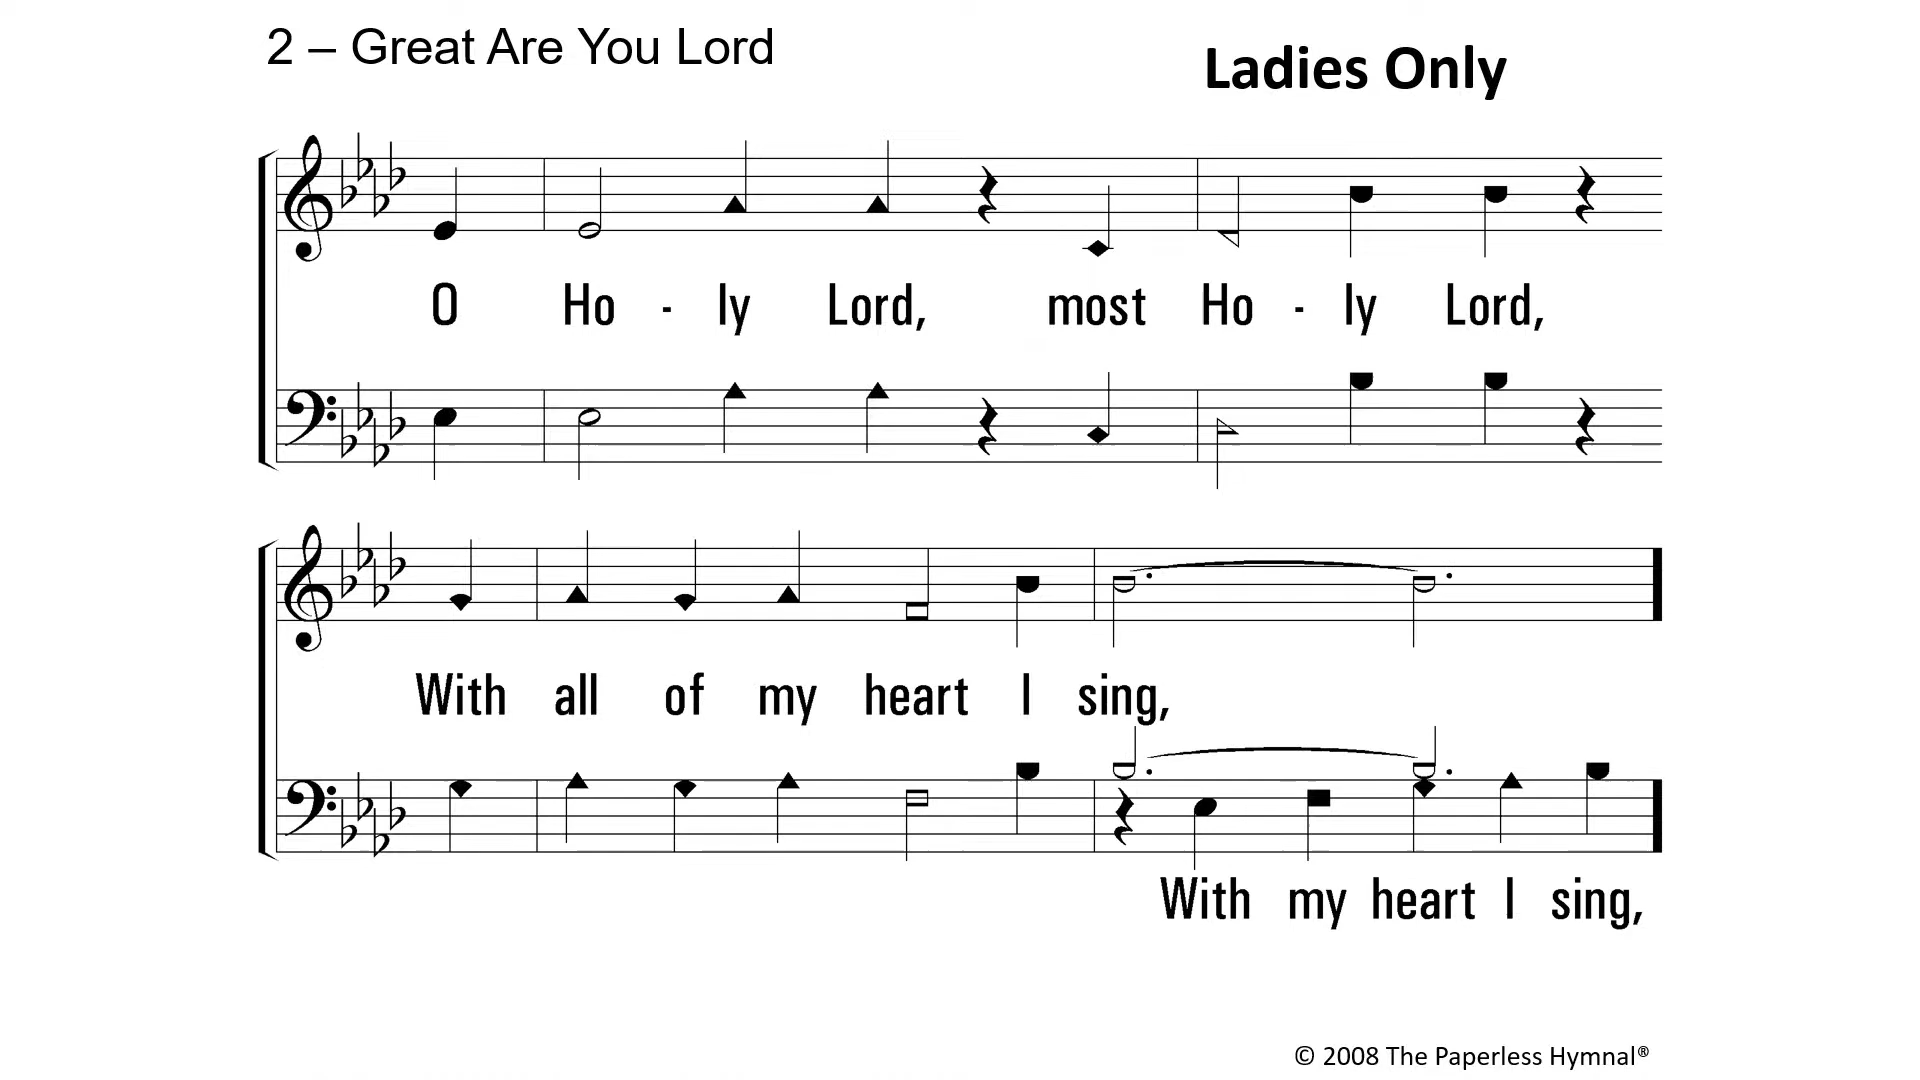 2 – Great Are You Lord
Ladies Only
O Ho - ly Lord, most Ho - ly Lord,
With all of my heart I sing,
With my heart I sing,
© 2008 The Paperless Hymnal®